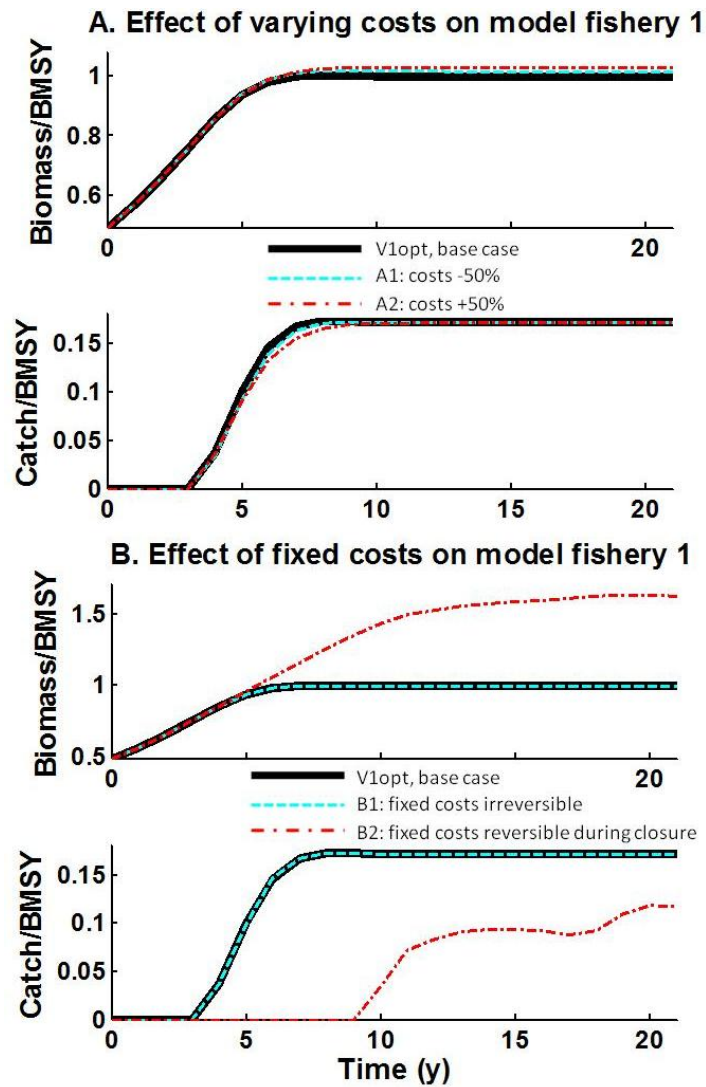 A. Effect of varying costs on model fishery 1
Biomass/BMSY
1
0.8
0.6
0
20
V1opt, base case
A1: costs -50%
A2: costs +50%
Catch/BMSY
0.15
0.1
0.05
0
0
5
10
15
20
B. Effect of fixed costs on model fishery 1
Biomass/BMSY
1.5
1
0.5
0
20
V1opt, base case
B1: fixed costs irreversible
B2: fixed costs reversible during closure
Catch/BMSY
0.15
0.1
0.05
0
0
5
10
15
20
Time (y)